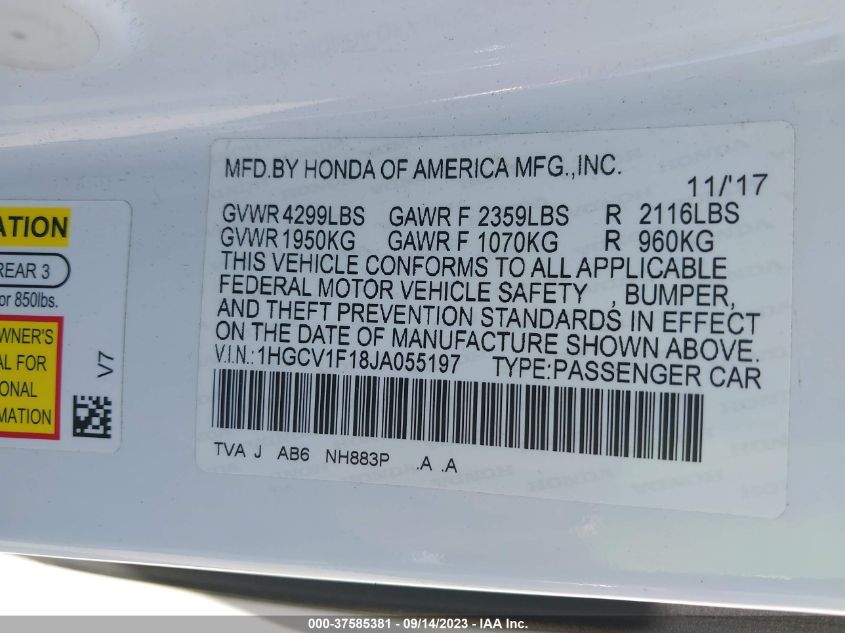 MFD.BY HONDA OF AMERICA MFG.,INC.
11/'17
GVWR 4299LBS GAWR F 2359LBS R 2116LBS
GVWR 1950KG GAWR F 1070KG R 960KG
THIS VEHICLE CONFORMS TO ALL APPLICABLE
FEDERAL MOTOR VEHICLE SAFETY , BUMPER,
AND THEFT PREVENTION STANDARDS IN EFFECT
ON THE DATE OF MANUFACTURE SHOWN ABOVE.
V.I.N.:1HGCV1F18JA055197 TYPE:PASSENGER CAR
TVA J AB6 NH883P .A .A
ATION
REAR 3
or 850lbs.
OWNER'S
AL FOR
IONAL
MATION
V7
000-37585381 - 09/14/2023 - IAA Inc.